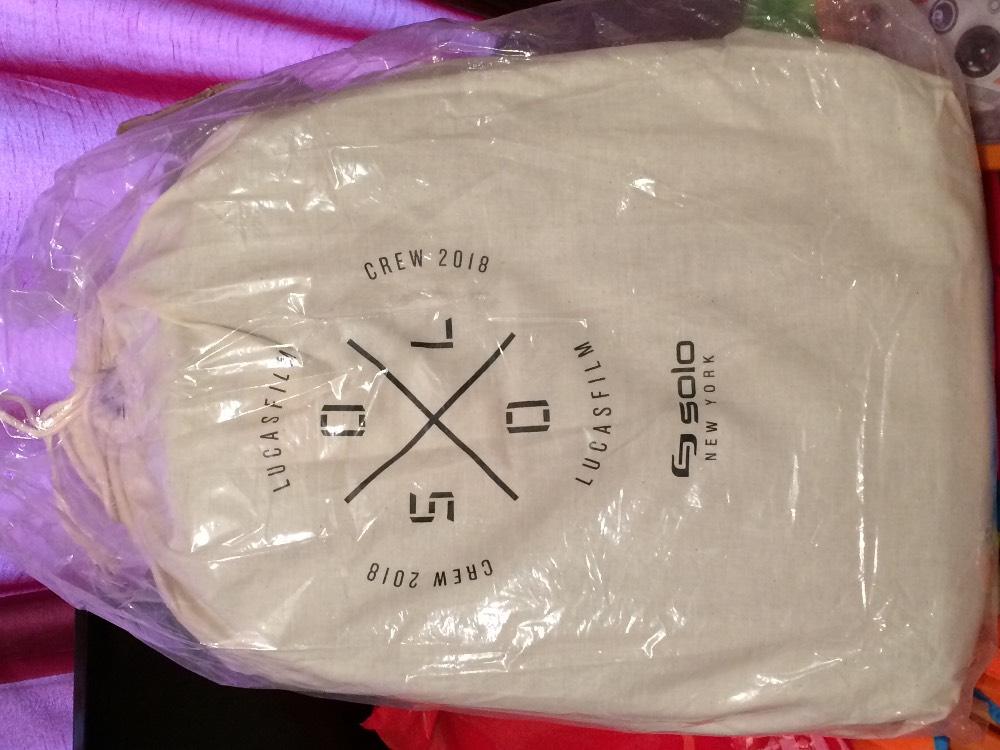 LUCASFILM
CREW 2018
O
S L
O
CREW 2018
LUCASFILM
solo
NEW YORK